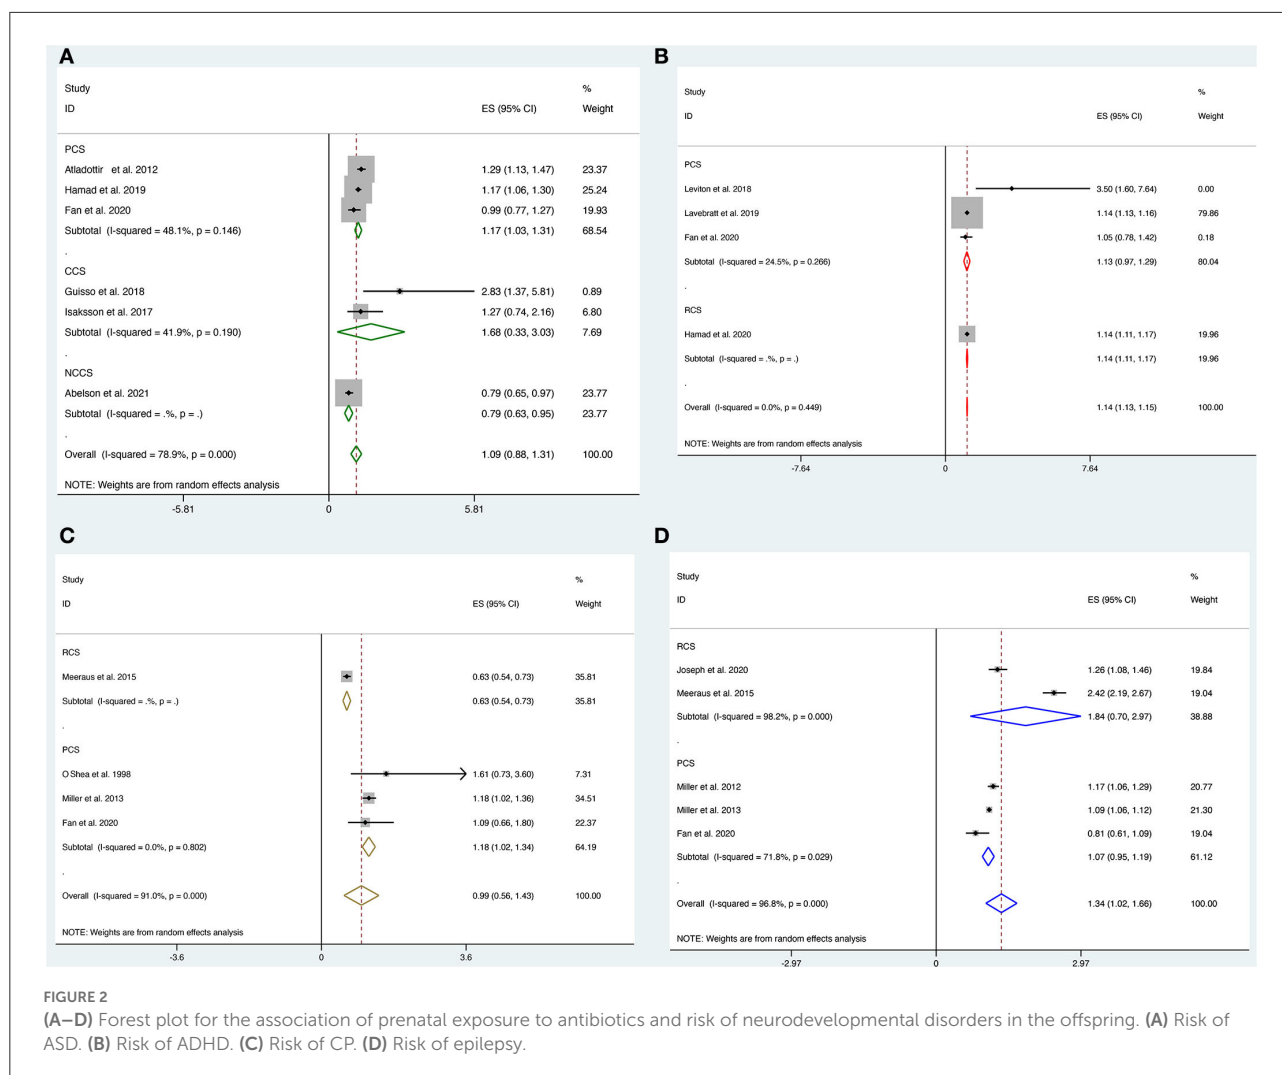 A
Study %
ID ES (95% CI) Weight
PCS
Atladottir et al. 2012 1.29 (1.13, 1.47) 23.37
Hamad et al. 2019 1.17 (1.06, 1.30) 25.24
Fan et al. 2020 0.99 (0.77, 1.27) 19.93
Subtotal (I-squared = 48.1%, p = 0.146) 1.17 (1.03, 1.31) 68.54
.
CCS
Guisso et al. 2018 2.83 (1.37, 5.81) 0.89
Isaksson et al. 2017 1.27 (0.74, 2.16) 6.80
Subtotal (I-squared = 41.9%, p = 0.190) 1.68 (0.33, 3.03) 7.69
.
NCCS
Abelson et al. 2021 0.79 (0.65, 0.97) 23.77
Subtotal (I-squared = .%, p = .) 0.79 (0.63, 0.95) 23.77
.
Overall (I-squared = 78.9%, p = 0.000) 1.09 (0.88, 1.31) 100.00
NOTE: Weights are from random effects analysis
-5.81 0 5.81
B
Study %
ID ES (95% CI) Weight
PCS
Leviton et al. 2018 3.50 (1.60, 7.64) 0.00
Lavebratt et al. 2019 1.14 (1.13, 1.16) 79.86
Fan et al. 2020 1.05 (0.78, 1.42) 0.18
Subtotal (I-squared = 24.5%, p = 0.266) 1.13 (0.97, 1.29) 80.04
.
RCS
Hamad et al. 2020 1.14 (1.11, 1.17) 19.96
Subtotal (I-squared = .%, p = .) 1.14 (1.11, 1.17) 19.96
.
Overall (I-squared = 0.0%, p = 0.449) 1.14 (1.13, 1.15) 100.00
NOTE: Weights are from random effects analysis
-7.64 0 7.64
C
Study %
ID ES (95% CI) Weight
RCS
Meeraus et al. 2015 0.63 (0.54, 0.73) 35.81
Subtotal (I-squared = .%, p = .) 0.63 (0.54, 0.73) 35.81
.
PCS
O Shea et al. 1998 1.61 (0.73, 3.60) 7.31
Miller et al. 2013 1.18 (1.02, 1.36) 34.51
Fan et al. 2020 1.09 (0.66, 1.80) 22.37
Subtotal (I-squared = 0.0%, p = 0.802) 1.18 (1.02, 1.34) 64.19
.
Overall (I-squared = 91.0%, p = 0.000) 0.99 (0.56, 1.43) 100.00
NOTE: Weights are from random effects analysis
-3.6 0 3.6
D
Study %
ID ES (95% CI) Weight
RCS
Joseph et al. 2020 1.26 (1.08, 1.46) 19.84
Meeraus et al. 2015 2.42 (2.19, 2.67) 19.04
Subtotal (I-squared = 98.2%, p = 0.000) 1.84 (0.70, 2.97) 38.88
.
PCS
Miller et al. 2012 1.17 (1.06, 1.29) 20.77
Miller et al. 2013 1.09 (1.06, 1.12) 21.30
Fan et al. 2020 0.81 (0.61, 1.09) 19.04
Subtotal (I-squared = 71.8%, p = 0.029) 1.07 (0.95, 1.19) 61.12
.
Overall (I-squared = 96.8%, p = 0.000) 1.34 (1.02, 1.66) 100.00
NOTE: Weights are from random effects analysis
-2.97 0 2.97
FIGURE 2
(A–D) Forest plot for the association of prenatal exposure to antibiotics and risk of neurodevelopmental disorders in the offspring. (A) Risk of
ASD. (B) Risk of ADHD. (C) Risk of CP. (D) Risk of epilepsy.